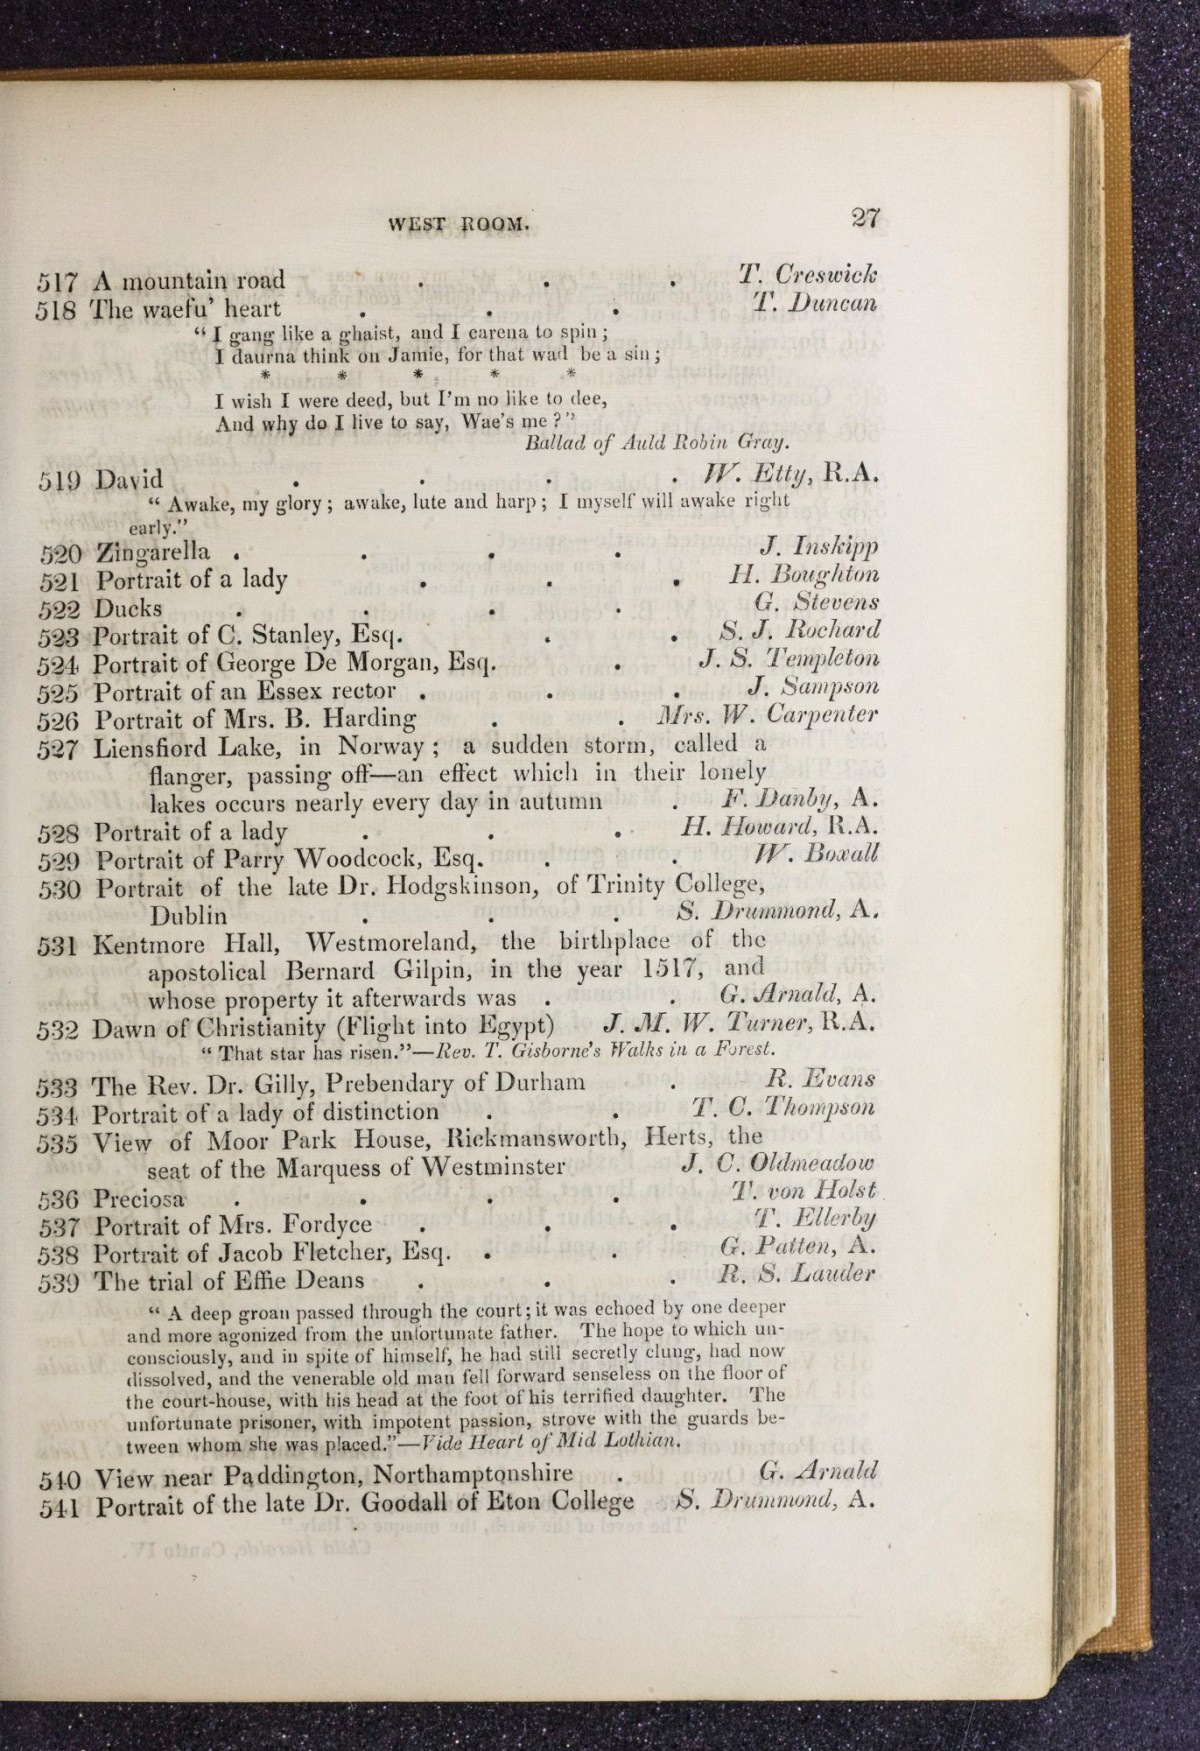 WEST ROOM. 27
517 A mountain road . . . T. Creswick
518 The waefu' heart . . . T. Duncan
“ I gang like a ghaist, and I carena to spin ;
I daurna think on Jamie, for that wad be a sin ;
* * * * *
I wish I were deed, but I'm no like to dee,
And why do I live to say, Wae's me ? ”
Ballad of Auld Robin Gray.
519 David . . . . W. Etty, R.A.
“ Awake, my glory ; awake, lute and harp ; I myself will awake right
early.”
520 Zingarella . . . . J. Inskipp
521 Portrait of a lady . . . H. Boughton
522 Ducks . . . . G. Stevens
523 Portrait of C. Stanley, Esq. . . S. J. Rochard
524 Portrait of George De Morgan, Esq. . J. S. Templeton
525 Portrait of an Essex rector . . . J. Sampson
526 Portrait of Mrs. B. Harding . . Mrs. W. Carpenter
527 Liensfiord Lake, in Norway ; a sudden storm, called a
flanger, passing off—an effect which in their lonely
lakes occurs nearly every day in autumn . F. Danby, A.
528 Portrait of a lady . . . H. Howard, R.A.
529 Portrait of Parry Woodcock, Esq. . . W. Boxall
530 Portrait of the late Dr. Hodgskinson, of Trinity College,
Dublin . . . S. Drummond, A.
531 Kentmore Hall, Westmoreland, the birthplace of the
apostolical Bernard Gilpin, in the year 1517, and
whose property it afterwards was . . G. Arnald, A.
532 Dawn of Christianity (Flight into Egypt) J. M. W. Turner, R.A.
“ That star has risen.”—Rev. T. Gisborne's Walks in a Forest.
533 The Rev. Dr. Gilly, Prebendary of Durham . R. Evans
534 Portrait of a lady of distinction . . T. C. Thompson
535 View of Moor Park House, Rickmansworth, Herts, the
seat of the Marquess of Westminster J. C. Oldmeadow
536 Preciosa . . . . T. von Holst
537 Portrait of Mrs. Fordyce . . . T. Ellerby
538 Portrait of Jacob Fletcher, Esq. . . G. Patten, A.
539 The trial of Effie Deans . . . R. S. Lauder
“ A deep groan passed through the court ; it was echoed by one deeper
and more agonized from the unfortunate father. The hope to which un-
consciously, and in spite of himself, he had still secretly clung, had now
dissolved, and the venerable old man fell forward senseless on the floor of
the court-house, with his head at the foot of his terrified daughter. The
unfortunate prisoner, with impotent passion, strove with the guards be-
tween whom she was placed.”—Vide Heart of Mid Lothian.
540 View near Paddington, Northamptonshire . G. Arnald
541 Portrait of the late Dr. Goodall of Eton College S. Drummond, A.